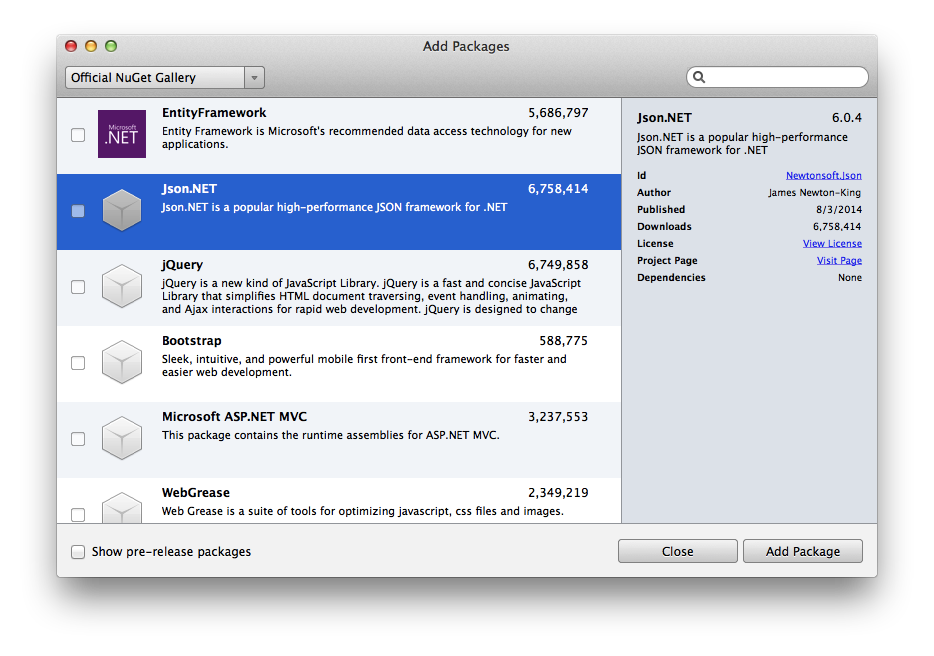 Add Packages
Official NuGet Gallery
Microsoft
.NET
EntityFramework 5,686,797
Entity Framework is Microsoft's recommended data access technology for new
applications.
Json.NET 6,758,414
Json.NET is a popular high-performance JSON framework for .NET
jQuery 6,749,858
jQuery is a new kind of JavaScript Library. jQuery is a fast and concise JavaScript
Library that simplifies HTML document traversing, event handling, animating,
and Ajax interactions for rapid web development. jQuery is designed to change
Bootstrap 588,775
Sleek, intuitive, and powerful mobile first front-end framework for faster and
easier web development.
Microsoft ASP.NET MVC 3,237,553
This package contains the runtime assemblies for ASP.NET MVC.
WebGrease 2,349,219
Web Grease is a suite of tools for optimizing javascript, css files and images.
Json.NET 6.0.4
Json.NET is a popular high-performance
JSON framework for .NET
Id Newtonsoft.Json
Author James Newton-King
Published 8/3/2014
Downloads 6,758,414
License View License
Project Page Visit Page
Dependencies None
Show pre-release packages
Close
Add Package